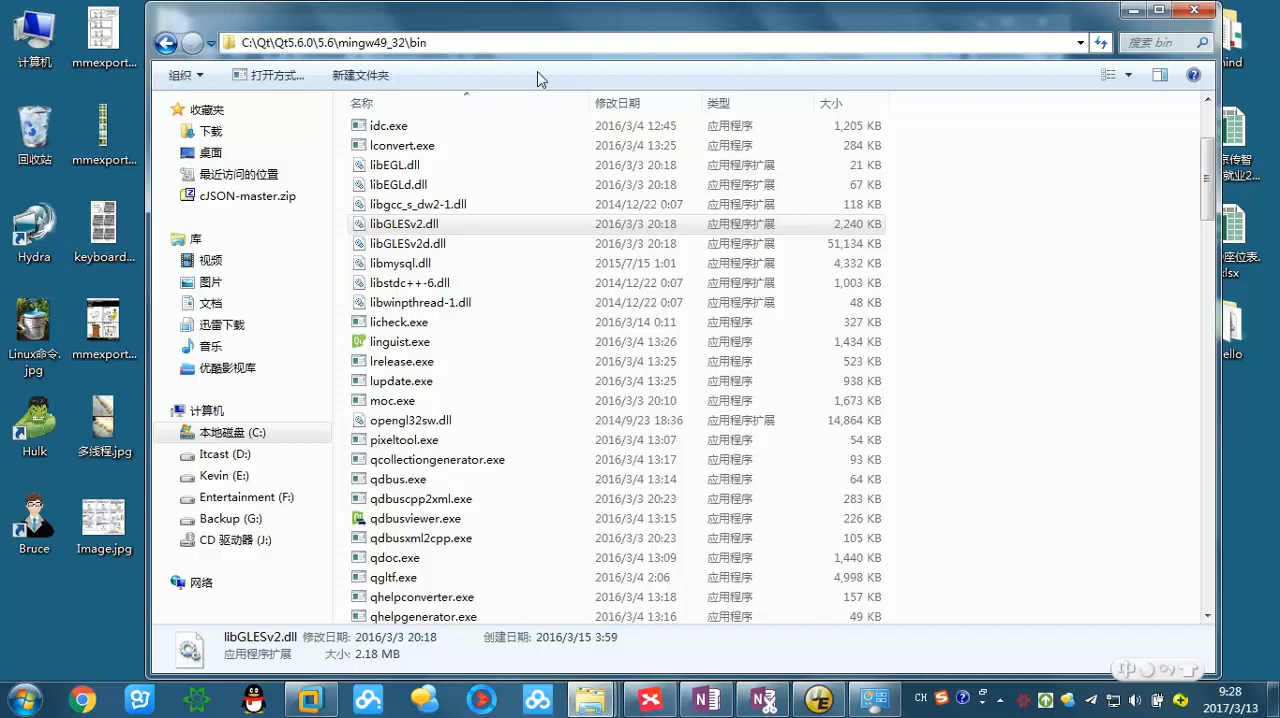 计算机
mmexport...
回收站
mmexport...
Hydra
keyboard...
Linux命令.
jpg
mmexport...
Hulk
多线程.jpg
Bruce
Image.jpg
C:\Qt\Qt5.6.0\5.6\mingw49_32\bin
搜索 bin
组织
打开方式...
新建文件夹
收藏夹
下载
桌面
最近访问的位置
cJSON-master.zip
库
视频
图片
文档
迅雷下载
音乐
优酷影视库
计算机
本地磁盘 (C:)
Itcast (D:)
Kevin (E:)
Entertainment (F:)
Backup (G:)
CD 驱动器 (J:)
网络
名称 修改日期 类型 大小
idc.exe 2016/3/4 12:45 应用程序 1,205 KB
lconvert.exe 2016/3/4 13:25 应用程序 284 KB
libEGL.dll 2016/3/3 20:18 应用程序扩展 21 KB
libEGLd.dll 2016/3/3 20:18 应用程序扩展 67 KB
libgcc_s_dw2-1.dll 2014/12/22 0:07 应用程序扩展 118 KB
libGLESv2.dll 2016/3/3 20:18 应用程序扩展 2,240 KB
libGLESv2d.dll 2016/3/3 20:18 应用程序扩展 51,134 KB
libmysql.dll 2015/7/15 1:01 应用程序扩展 4,332 KB
libstdc++-6.dll 2014/12/22 0:07 应用程序扩展 1,003 KB
libwinpthread-1.dll 2014/12/22 0:07 应用程序扩展 48 KB
licheck.exe 2016/3/14 0:11 应用程序 327 KB
linguist.exe 2016/3/4 13:26 应用程序 1,434 KB
lrelease.exe 2016/3/4 13:25 应用程序 523 KB
lupdate.exe 2016/3/4 13:25 应用程序 938 KB
moc.exe 2016/3/3 20:10 应用程序 1,673 KB
opengl32sw.dll 2014/9/23 18:36 应用程序扩展 14,864 KB
pixeltool.exe 2016/3/4 13:07 应用程序 54 KB
qcollectiongenerator.exe 2016/3/4 13:17 应用程序 93 KB
qdbus.exe 2016/3/4 13:14 应用程序 64 KB
qdbuscpp2xml.exe 2016/3/3 20:23 应用程序 283 KB
qdbusviewer.exe 2016/3/4 13:15 应用程序 226 KB
qdbusxml2cpp.exe 2016/3/3 20:23 应用程序 105 KB
qdoc.exe 2016/3/4 13:09 应用程序 1,440 KB
qgltf.exe 2016/3/4 2:06 应用程序 4,998 KB
qhelpconverter.exe 2016/3/4 13:18 应用程序 157 KB
qhelpgenerator.exe 2016/3/4 13:16 应用程序 49 KB
libGLESv2.dll 修改日期: 2016/3/3 20:18 创建日期: 2016/3/15 3:59
应用程序扩展 大小: 2.18 MB
中
CH
9:28
2017/3/13